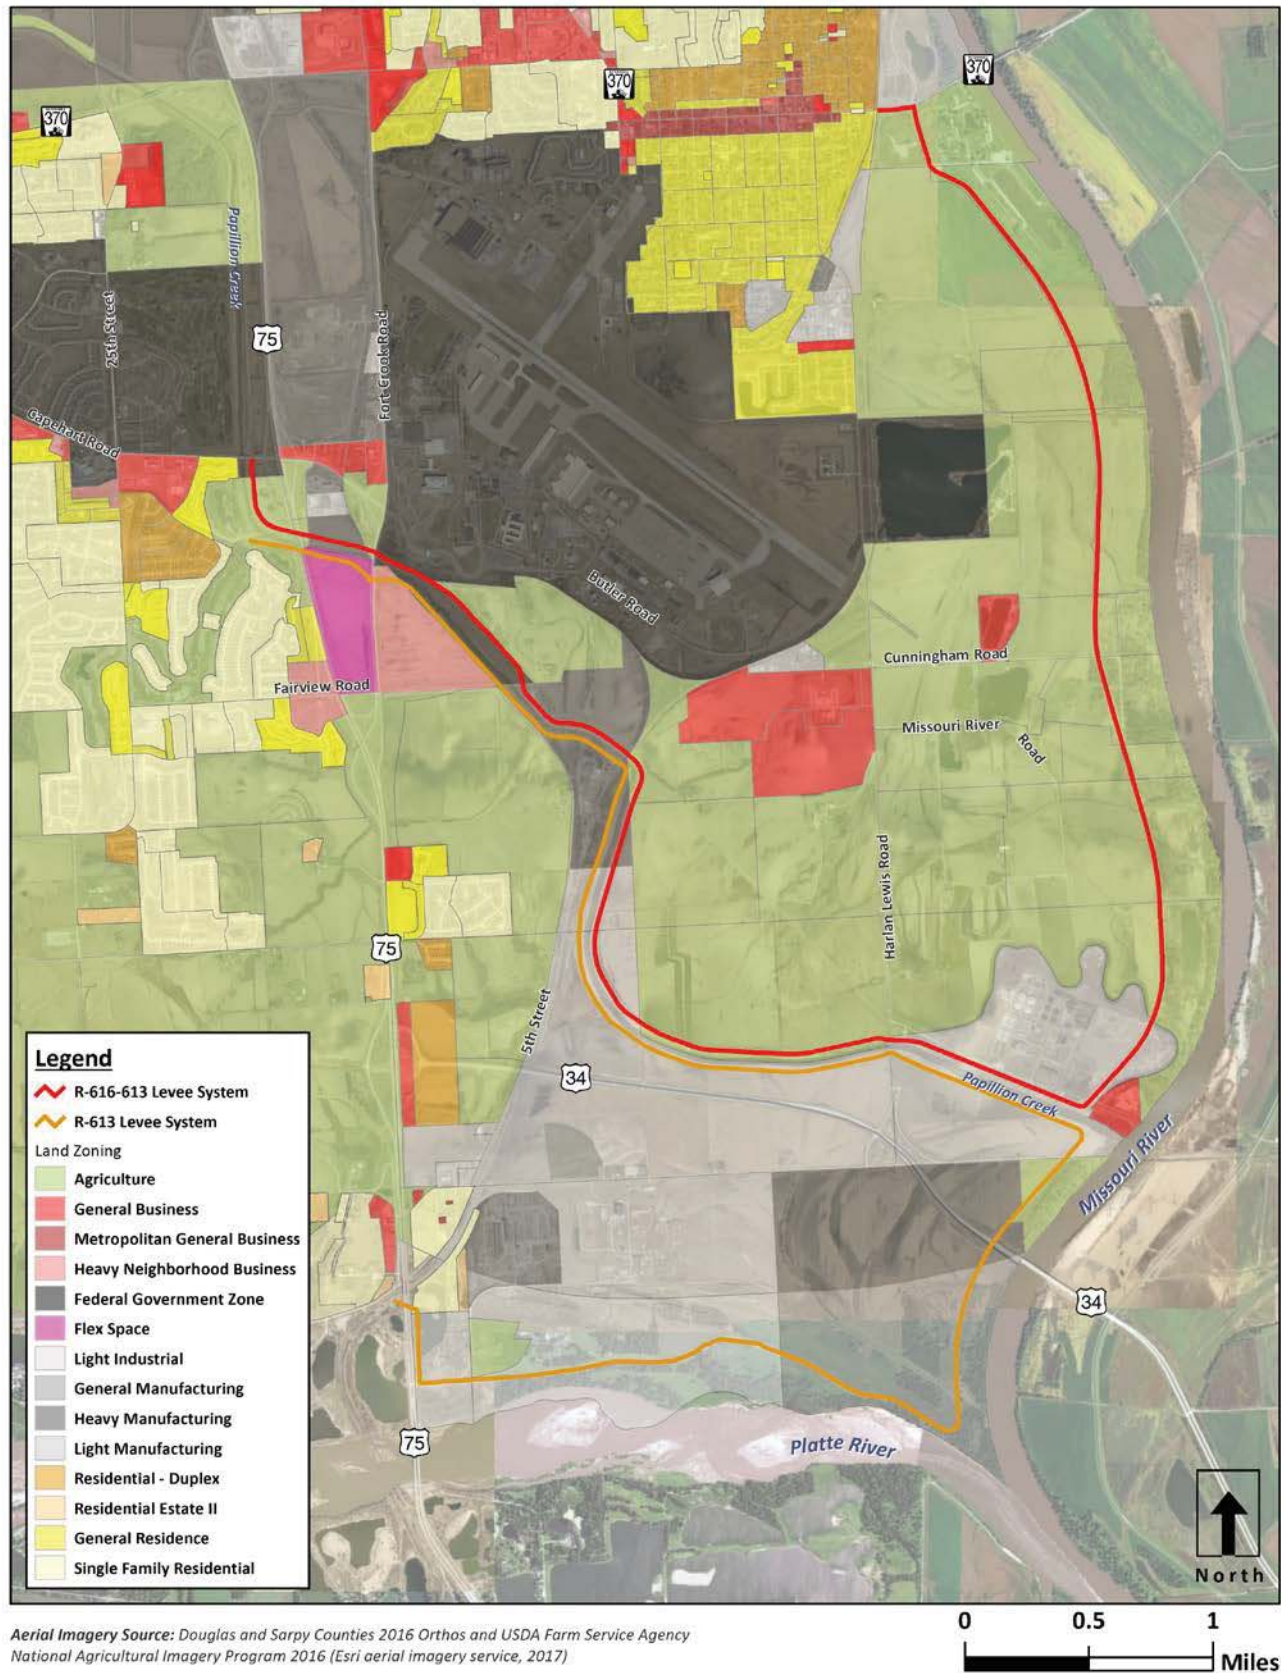 370
370
370
Papillion Creek
25th Street
75
Fort Crook Road
Capehart Road
Butler Road
Cunningham Road
Fairview Road
Missouri River
Road
Harlan Lewis Road
75
5th Street
34
Papillion Creek
Missouri River
34
75
Platte River
Legend
R-616-613 Levee System
R-613 Levee System
Land Zoning
Agriculture
General Business
Metropolitan General Business
Heavy Neighborhood Business
Federal Government Zone
Flex Space
Light Industrial
General Manufacturing
Heavy Manufacturing
Light Manufacturing
Residential - Duplex
Residential Estate II
General Residence
Single Family Residential
North
0 0.5 1
Miles
Aerial Imagery Source: Douglas and Sarpy Counties 2016 Orthos and USDA Farm Service Agency
National Agricultural Imagery Program 2016 (Esri aerial imagery service, 2017)